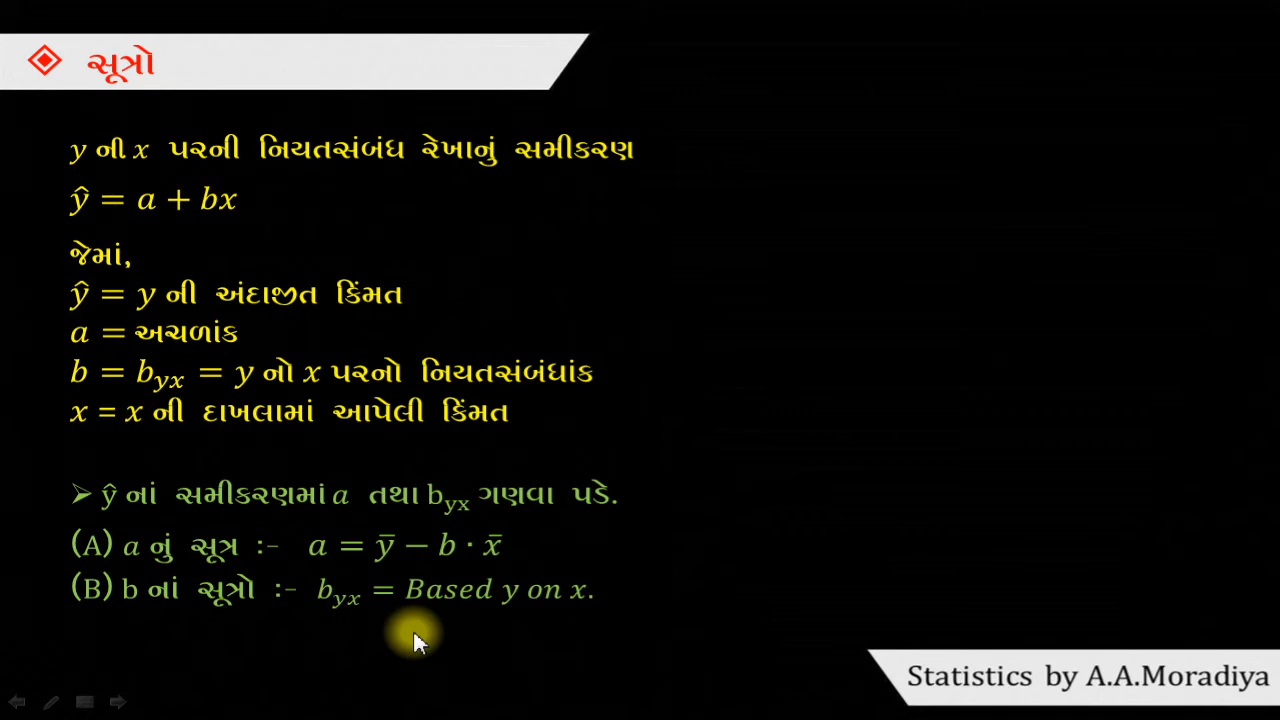 સૂત્રો
y ની x પરની નિયતસંબંધ રેખાનું સમીકરણ
ŷ = a + bx
જેમાં,
ŷ = y ની અંદાજીત કિંમત
a = અચળાંક
b = b_yx = y નો x પરનો નિયતસંબંધાંક
x = x ની દાખલામાં આપેલી કિંમત
➢ ŷ નાં સમીકરણમાં a તથા b_yx ગણવા પડે.
(A) a નું સૂત્ર :- a = ȳ − b · x̄
(B) b નાં સૂત્રો :- b_yx = Based y on x.
Statistics by A.A.Moradiya